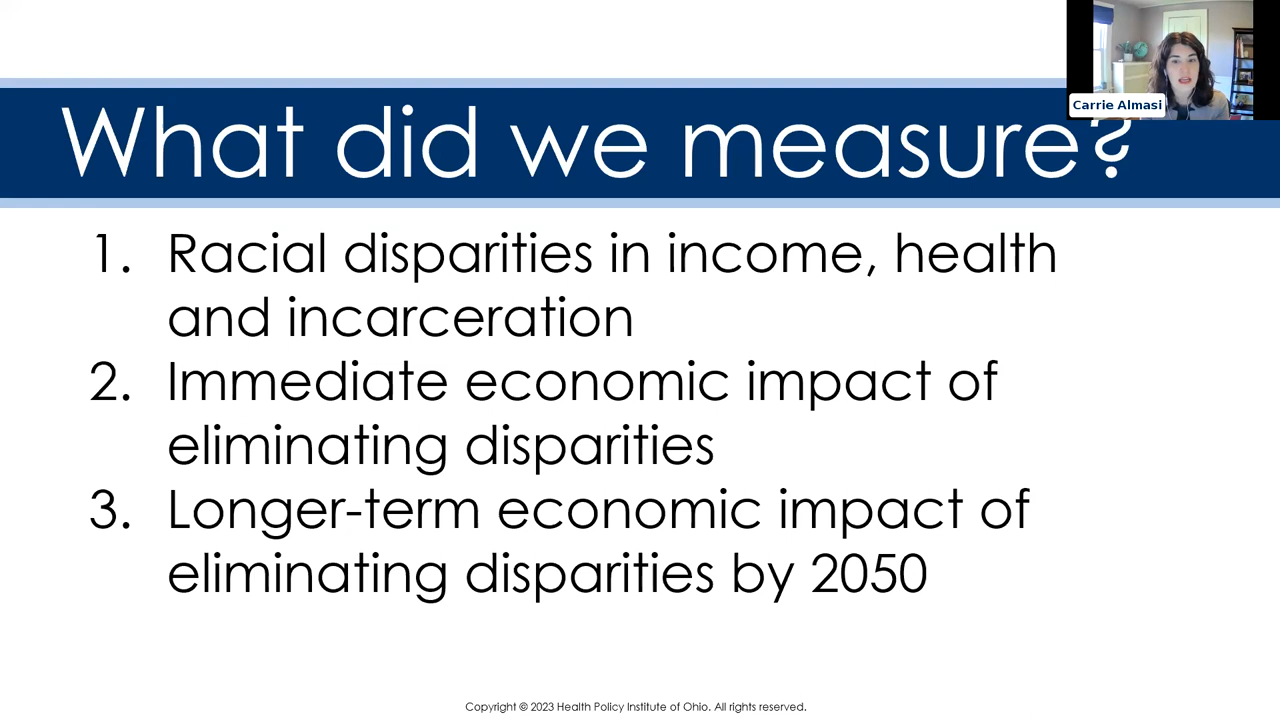 Carrie Almasi
What did we measure?
1. Racial disparities in income, health
and incarceration
2. Immediate economic impact of
eliminating disparities
3. Longer-term economic impact of
eliminating disparities by 2050
Copyright © 2023 Health Policy Institute of Ohio. All rights reserved.